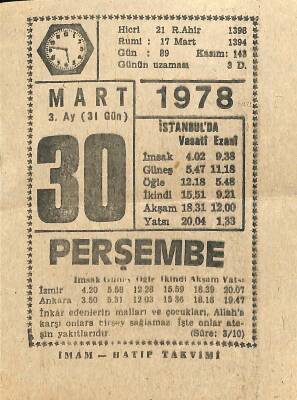 Hicri 21 R.Ahir 1398
Rumi : 17 Mart 1394
Gün : 89 Kasım: 143
Günün uzaması 3 D.
MART 1978
3. Ay (31 Gün)
30
İSTANBUL'DA
Vasati Ezani
İmsak 4.02 9,38
Güneş 5,47 11.18
Öğle 12.18 5.48
İkindi 15,51 9,21
Akşam 18,31 12,00
Yatsı 20,04 1,33
PERŞEMBE
İmsak Güneş Öğle İkindi Akşam Yatsı
İzmir 4.20 5.58 12.28 15.59 18.39 20.07
Ankara 3.50 5.31 12.03 15.36 18.16 19.47
İnkâr edenlerin malları ve çocukları, Allah'a
karşı onlara birşey sağlamaz İşte onlar ate-
şin yakıtlarıdır. (Sûre: 3/10)
İMAM — HATİP TAKVİMİ